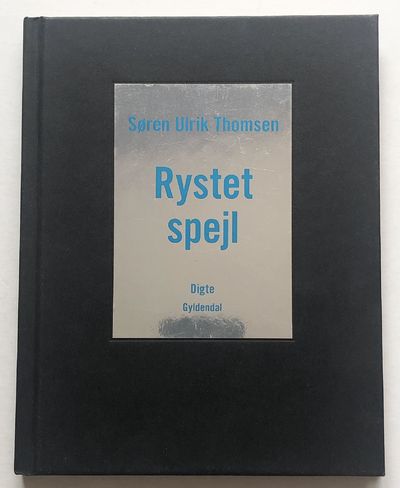 Søren Ulrik Thomsen
Rystet
spejl
Digte
Gyldendal